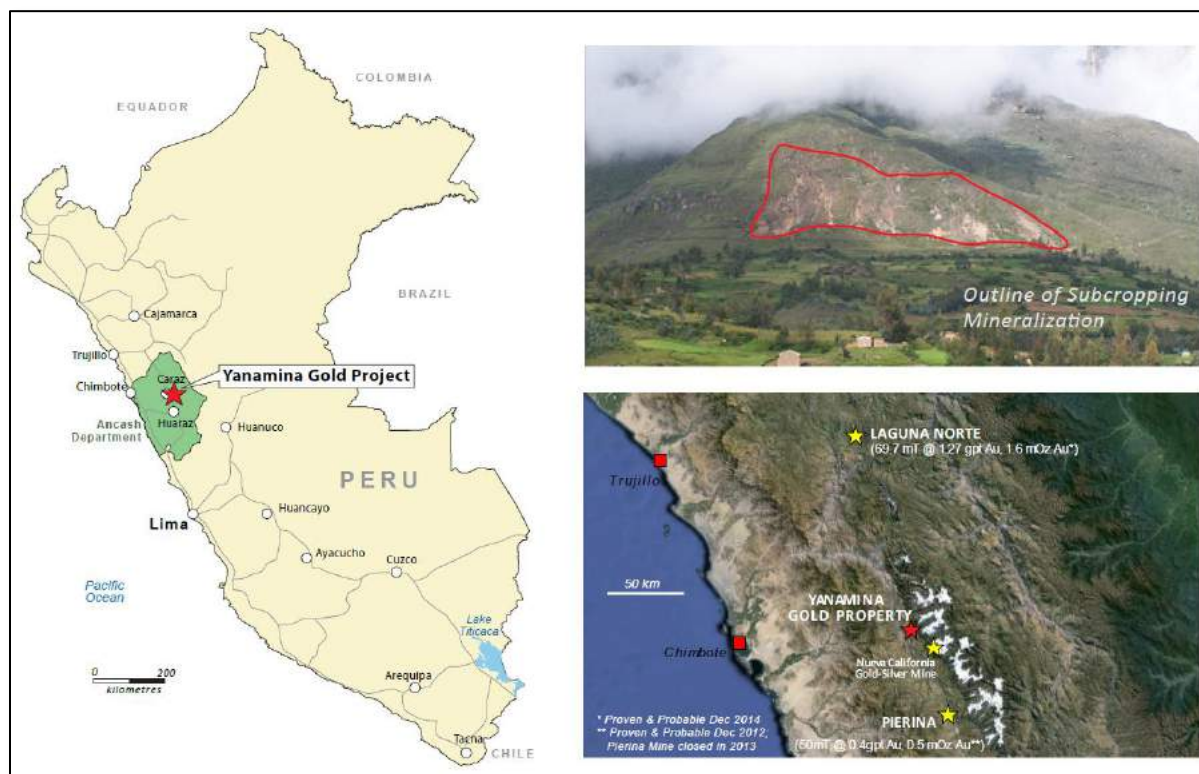 COLOMBIA
EQUADOR
BRAZIL
Cajamarca
Trujillo
Chimbote
Caraz
Yanamina Gold Project
Huaraz
Ancash
Department
Huanuco
PERU
Lima
Huancayo
Ayacucho
Cuzco
Pacific
Ocean
Lake
Titicaca
0 200
kilometres
Arequipa
Tacna
CHILE
Outline of Subcropping
Mineralization
LAGUNA NORTE
(69.7 mT @ 1.27 gpt Au, 1.6 mOz Au*)
Trujillo
50 km
YANAMINA
GOLD PROPERTY
Chimbote
Nueva California
Gold-Silver Mine
PIERINA
(50mT @ 0.4gpt Au, 0.5 mOz Au**)
* Proven & Probable Dec 2014
** Proven & Probable Dec 2012;
Pierina Mine closed in 2013